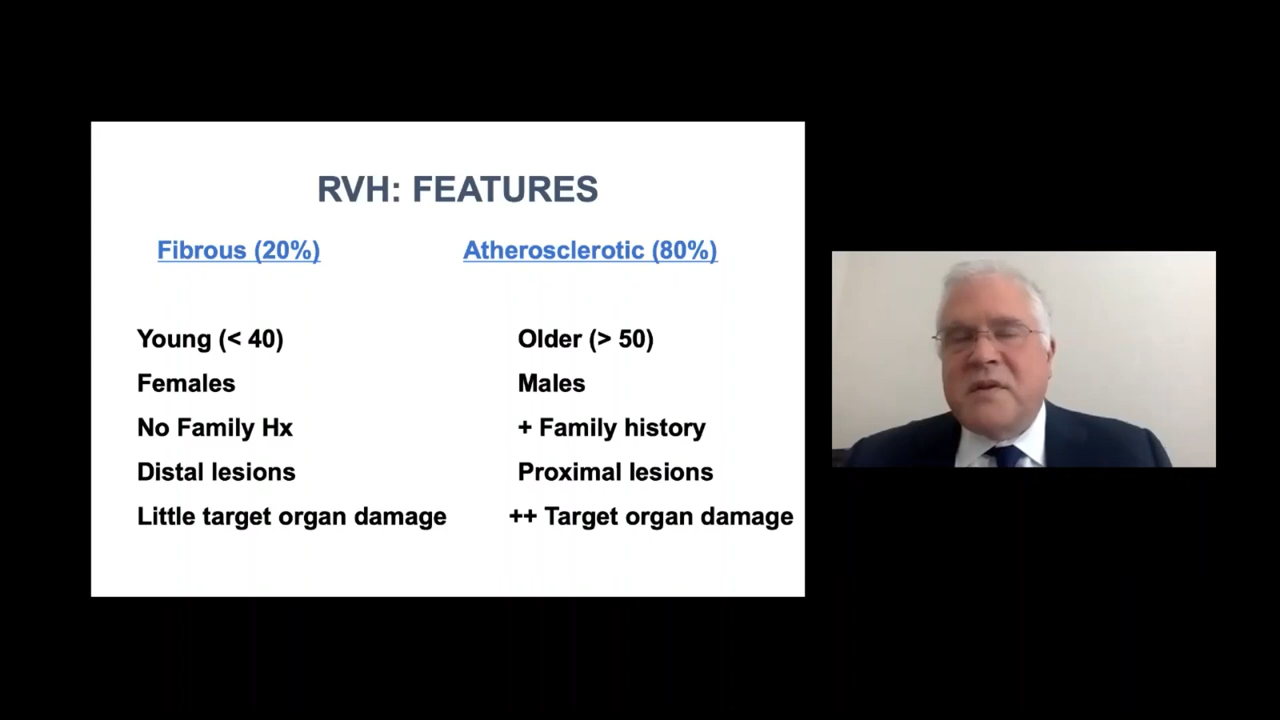 RVH: FEATURES
Fibrous (20%)
Young (< 40)
Females
No Family Hx
Distal lesions
Little target organ damage
Atherosclerotic (80%)
Older (> 50)
Males
+ Family history
Proximal lesions
++ Target organ damage